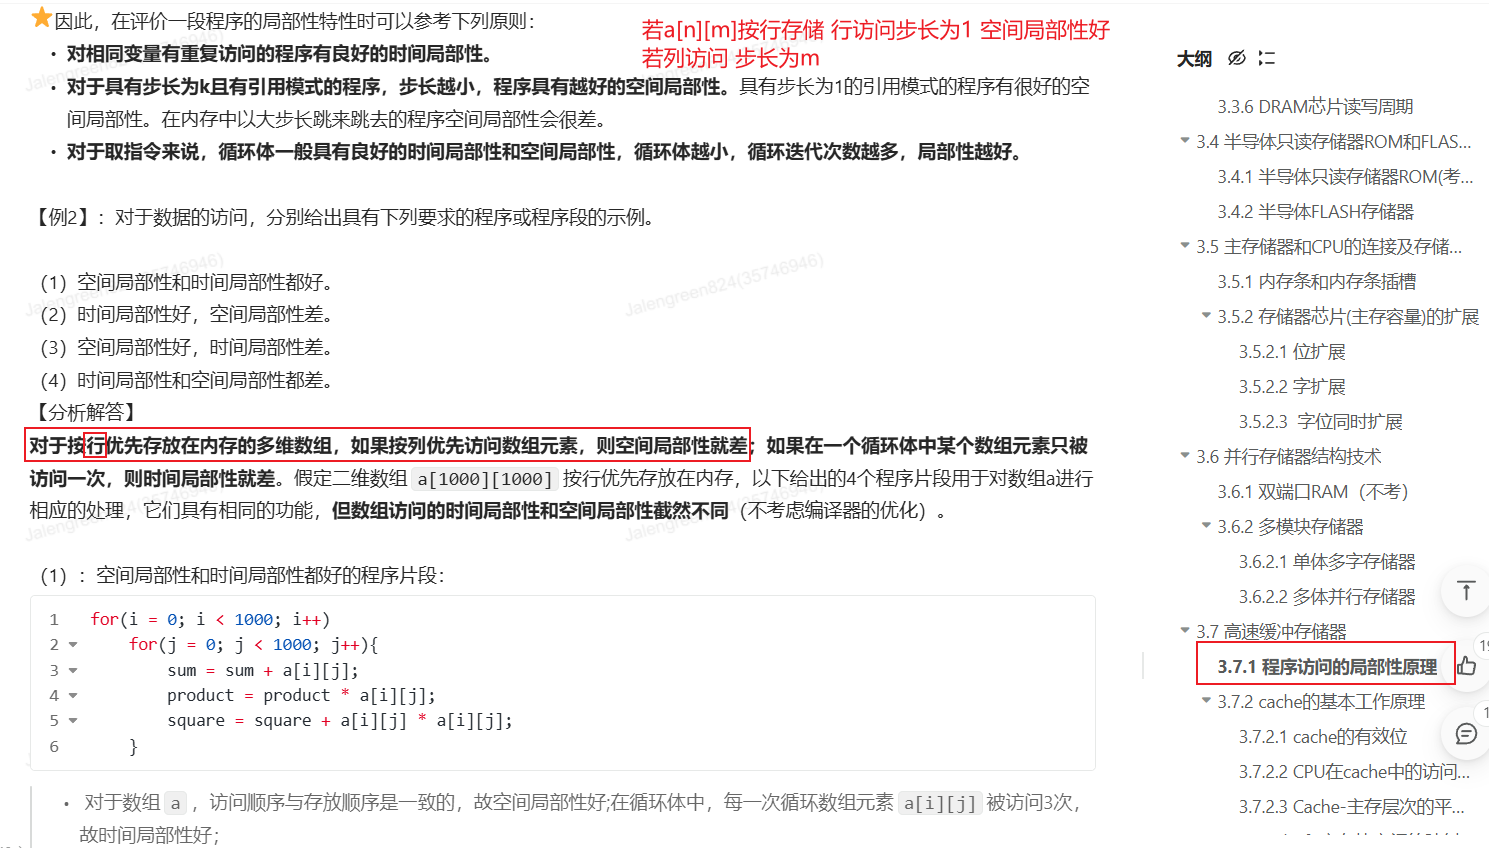 因此，在评价一段程序的局部性特性时可以参考下列原则：
若a[n][m]按行存储 行访问步长为1 空间局部性好
若列访问 步长为m
• 对相同变量有重复访问的程序有良好的时间局部性。
• 对于具有步长为k且有引用模式的程序，步长越小，程序具有越好的空间局部性。具有步长为1的引用模式的程序有很好的空
间局部性。在内存中以大步长跳来跳去的程序空间局部性会很差。
• 对于取指令来说，循环体一般具有良好的时间局部性和空间局部性，循环体越小，循环迭代次数越多，局部性越好。
【例2】：对于数据的访问，分别给出具有下列要求的程序或程序段的示例。
（1）空间局部性和时间局部性都好。
（2）时间局部性好，空间局部性差。
（3）空间局部性好，时间局部性差。
（4）时间局部性和空间局部性都差。
【分析解答】
对于按行优先存放在内存的多维数组，如果按列优先访问数组元素，则空间局部性就差；如果在一个循环体中某个数组元素只被
访问一次，则时间局部性就差。假定二维数组 a[1000][1000] 按行优先存放在内存，以下给出的4个程序片段用于对数组a进行
相应的处理，它们具有相同的功能，但数组访问的时间局部性和空间局部性截然不同（不考虑编译器的优化）。
（1）：空间局部性和时间局部性都好的程序片段：
1 for(i = 0; i < 1000; i++)
2 for(j = 0; j < 1000; j++){
3 sum = sum + a[i][j];
4 product = product * a[i][j];
5 square = square + a[i][j] * a[i][j];
6 }
• 对于数组 a ，访问顺序与存放顺序是一致的，故空间局部性好;在循环体中，每一次循环数组元素 a[i][j] 被访问3次，
故时间局部性好；
Jalengreen824(35746946)
大纲
3.3.6 DRAM芯片读写周期
3.4 半导体只读存储器ROM和FLAS...
3.4.1 半导体只读存储器ROM(考...
3.4.2 半导体FLASH存储器
3.5 主存储器和CPU的连接及存储...
3.5.1 内存条和内存条插槽
3.5.2 存储器芯片(主存容量)的扩展
3.5.2.1 位扩展
3.5.2.2 字扩展
3.5.2.3 字位同时扩展
3.6 并行存储器结构技术
3.6.1 双端口RAM（不考）
3.6.2 多模块存储器
3.6.2.1 单体多字存储器
3.6.2.2 多体并行存储器
3.7 高速缓冲存储器
3.7.1 程序访问的局部性原理
3.7.2 cache的基本工作原理
3.7.2.1 cache的有效位
3.7.2.2 CPU在cache中的访问...
3.7.2.3 Cache-主存层次的平...